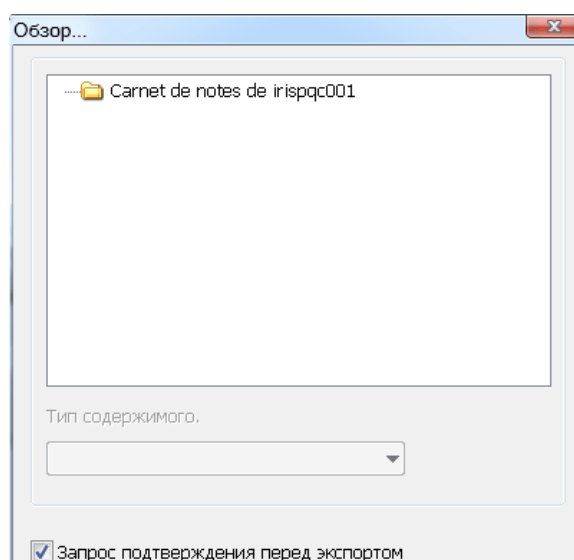 Обзор...
Carnet de notes de irispqc001
Тип содержимого.
Запрос подтверждения перед экспортом